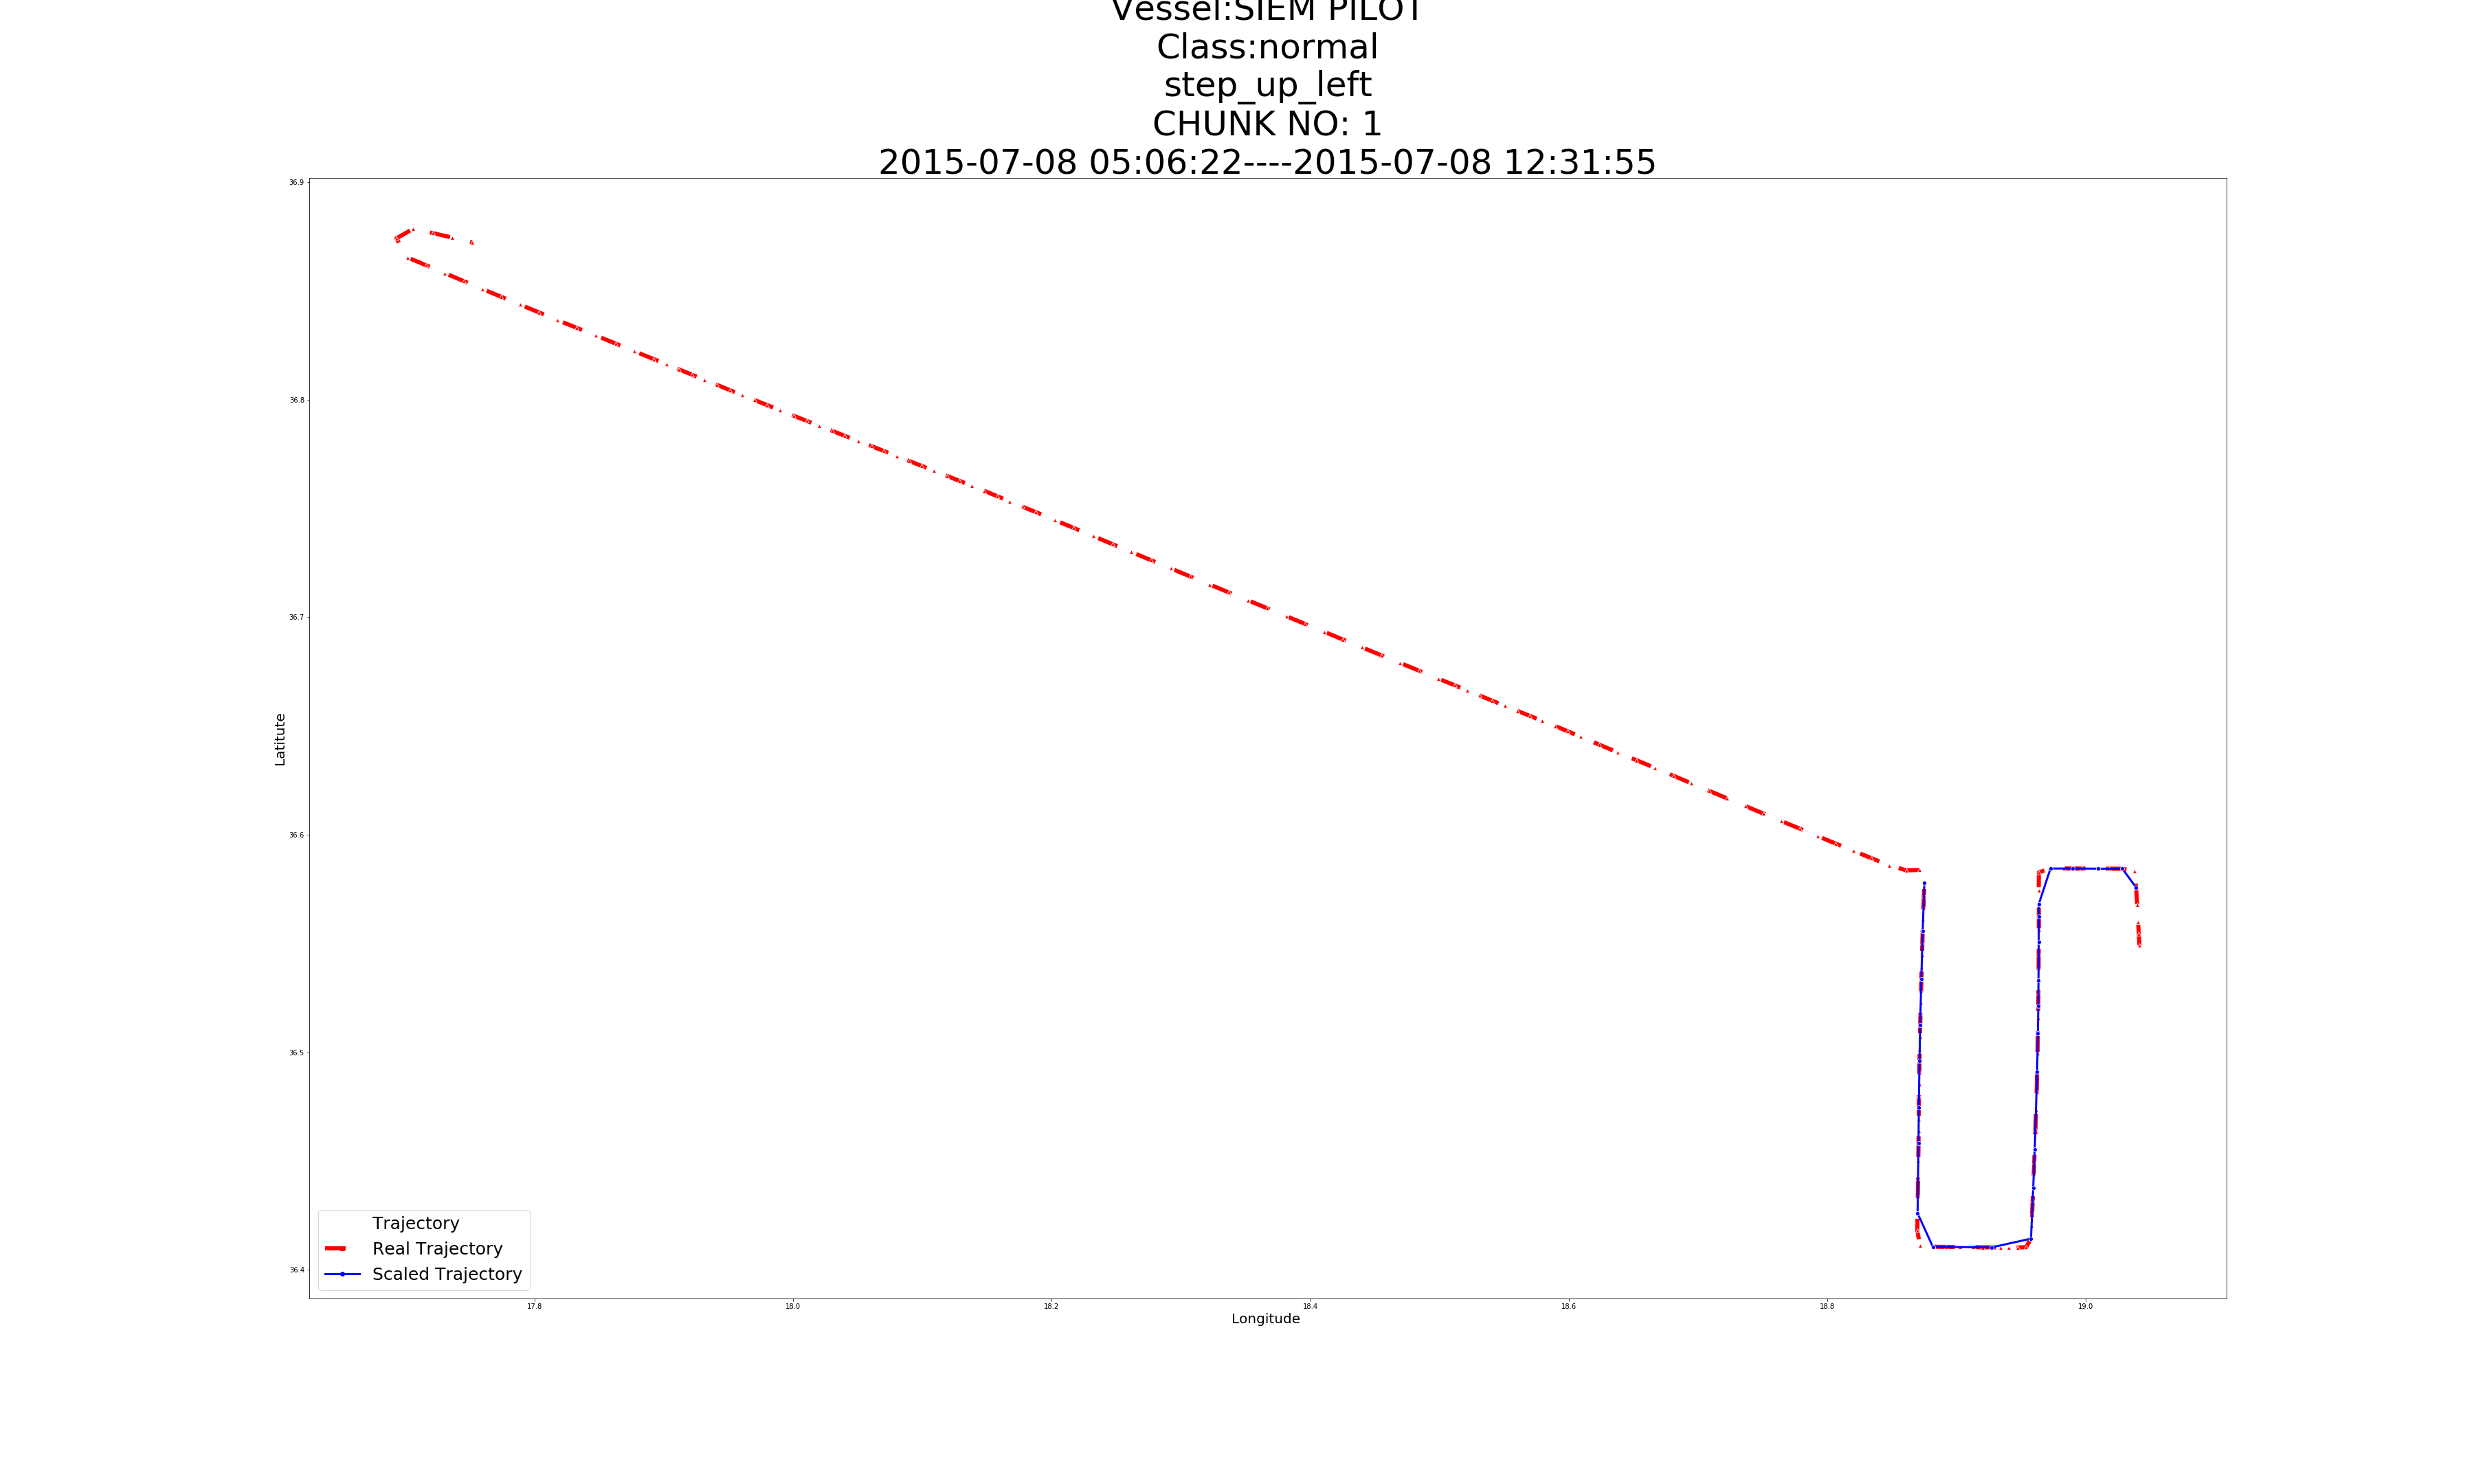 Vessel:SIEM PILOT
Class:normal
step_up_left
CHUNK NO: 1
2015-07-08 05:06:22----2015-07-08 12:31:55
36.9
36.8
36.7
36.6
36.5
36.4
Latitute
Trajectory
Real Trajectory
Scaled Trajectory
17.8 18.0 18.2 18.4 18.6 18.8 19.0
Longitude